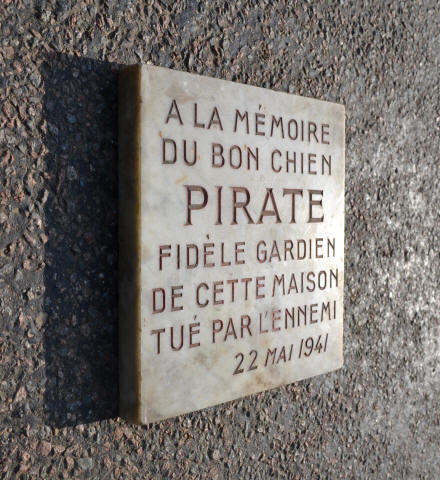 A LA MÉMOIRE
DU BON CHIEN
PIRATE
FIDÈLE GARDIEN
DE CETTE MAISON
TUÉ PAR L'ENNEMI
22 MAI 1941